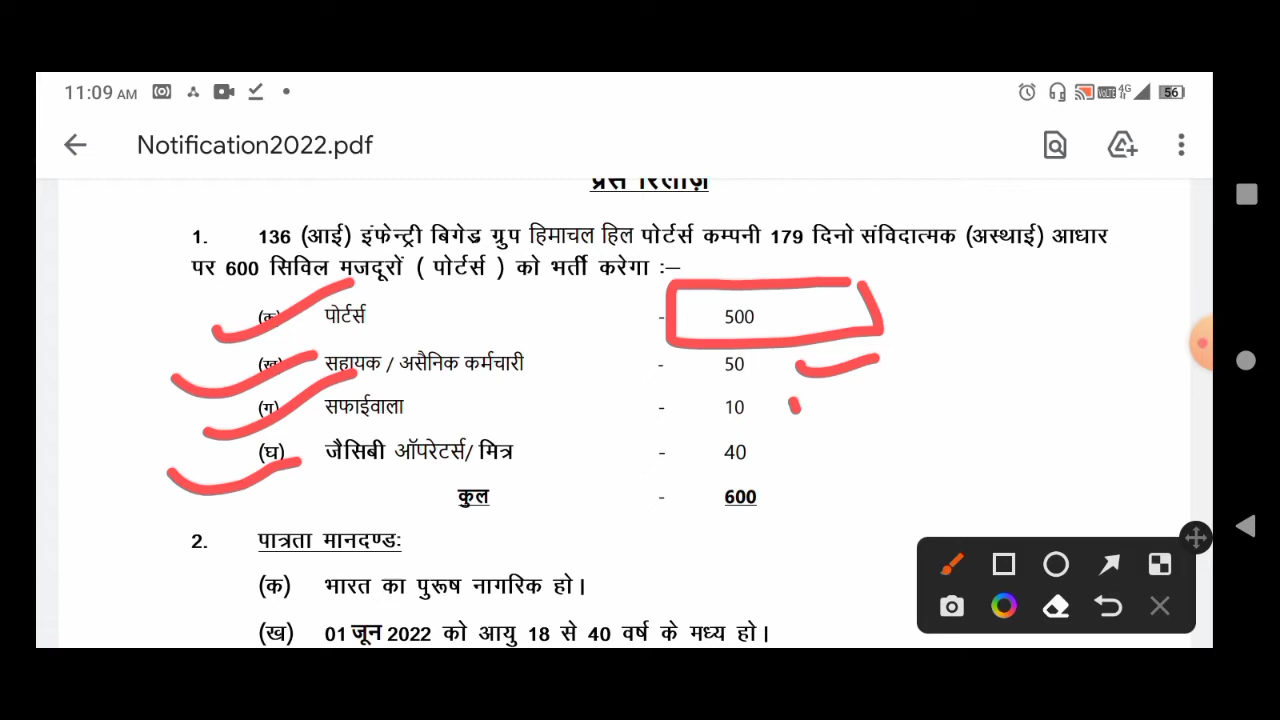 11:09 AM
4G
56
Notification2022.pdf
प्रेस रिलीज़
1. 136 (आई) इंफेन्ट्री बिगेड ग्रुप हिमाचल हिल पोर्टर्स कम्पनी 179 दिनो संविदात्मक (अस्थाई) आधार
पर 600 सिविल मजदूरों ( पोर्टर्स ) को भर्ती करेगा :–
(क) पोर्टर्स - 500
(ख) सहायक / असैनिक कर्मचारी - 50
(ग) सफाईवाला - 10
(घ) जैसिबी ऑपरेटर्स/ मित्र - 40
कुल - 600
2. पात्रता मानदण्डः
(क) भारत का पुरूष नागरिक हो।
(ख) 01 जून 2022 को आयु 18 से 40 वर्ष के मध्य हो।